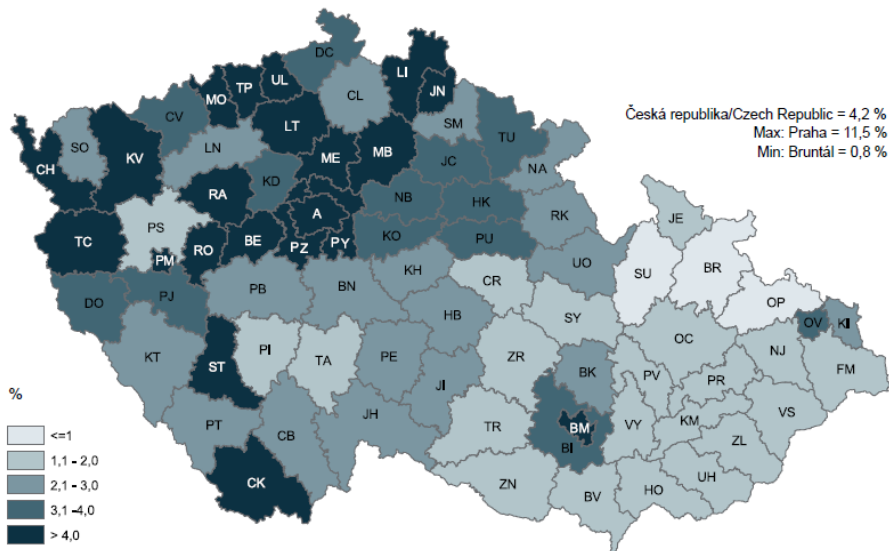 DC
LI
UL
TP
MO
JN
CL
CV
LT
SM
TU
SO
LN
ME
MB
NA
CH
KV
JC
KD
RA
NB
HK
RK
JE
A
PS
TC
RO
BE
PZ
PY
KO
PU
PM
UO
SU
BR
KH
CR
OP
PB
BN
DO
PJ
HB
SY
OV
KI
OC
KT
ST
PI
TA
PE
ZR
NJ
FM
BK
PV
PR
JI
VS
PT
CB
JH
TR
BM
VY
KM
BI
ZL
CK
ZN
UH
BV
HO
Česká republika/Czech Republic = 4,2 %
Max: Praha = 11,5 %
Min: Bruntál = 0,8 %
%
<=1
1,1 – 2,0
2,1 – 3,0
3,1 -4,0
> 4,0